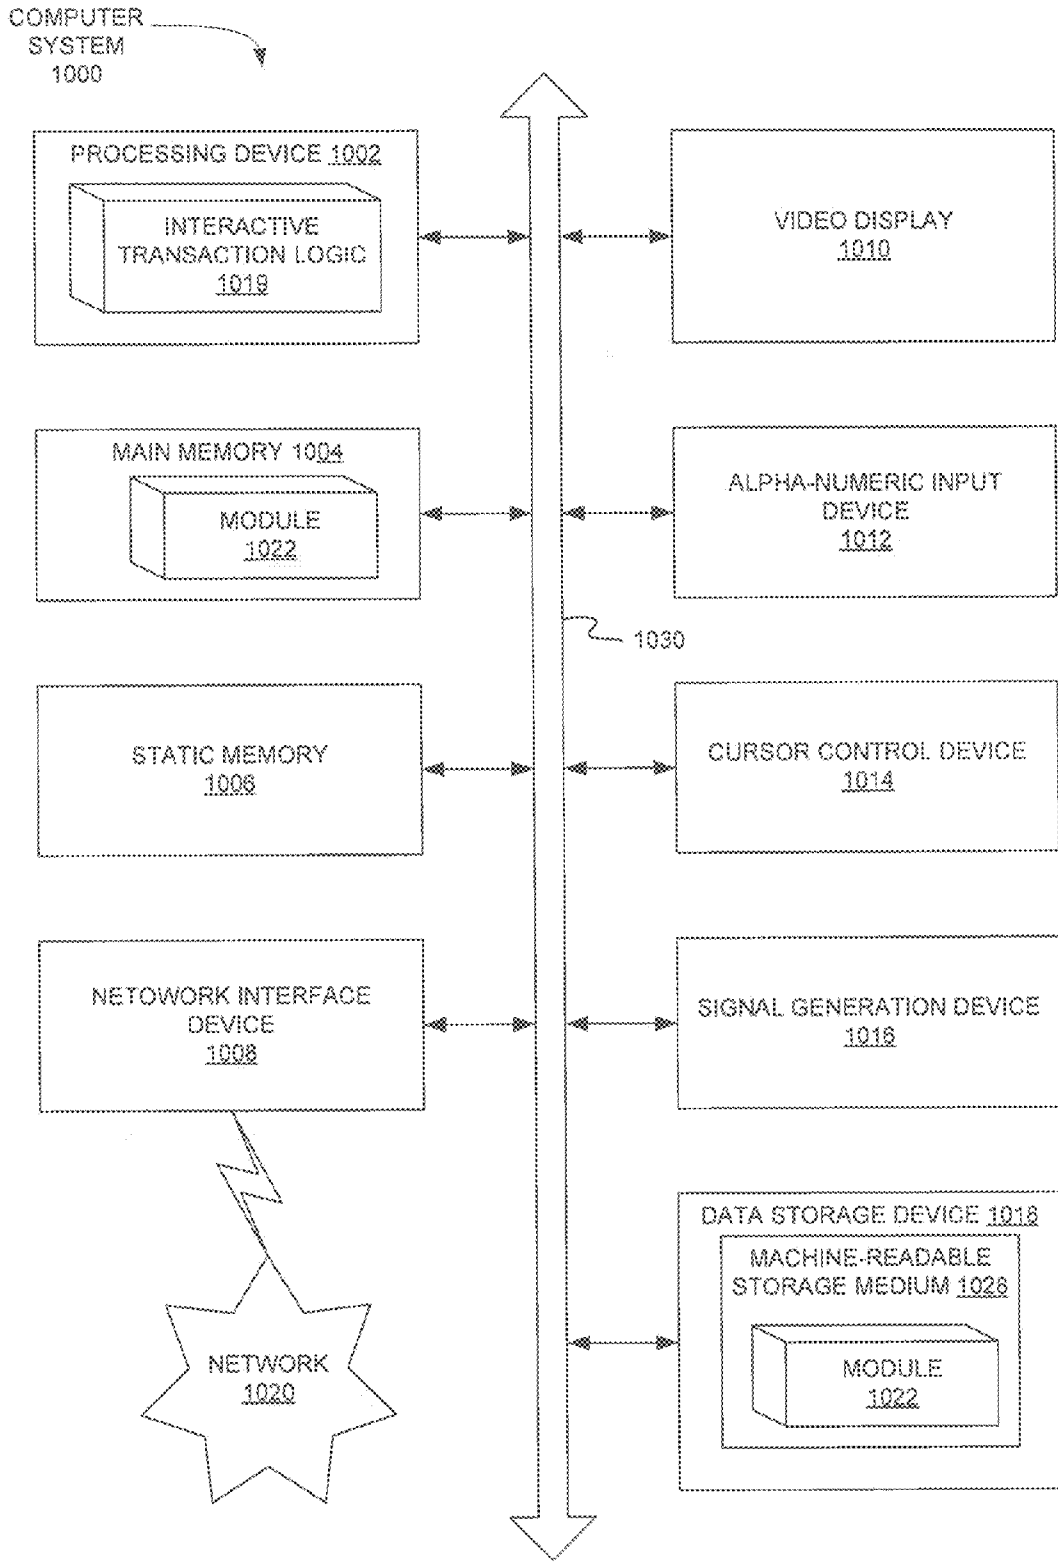 COMPUTER
SYSTEM
1000
PROCESSING DEVICE 1002
INTERACTIVE
TRANSACTION LOGIC
1019
VIDEO DISPLAY
1010
MAIN MEMORY 1004
MODULE
1022
ALPHA-NUMERIC INPUT
DEVICE
1012
1030
STATIC MEMORY
1006
CURSOR CONTROL DEVICE
1014
NETOWORK INTERFACE
DEVICE
1008
SIGNAL GENERATION DEVICE
1016
NETWORK
1020
DATA STORAGE DEVICE
MACHINE-READABLE
STORAGE MEDIUM
MODULE
1022